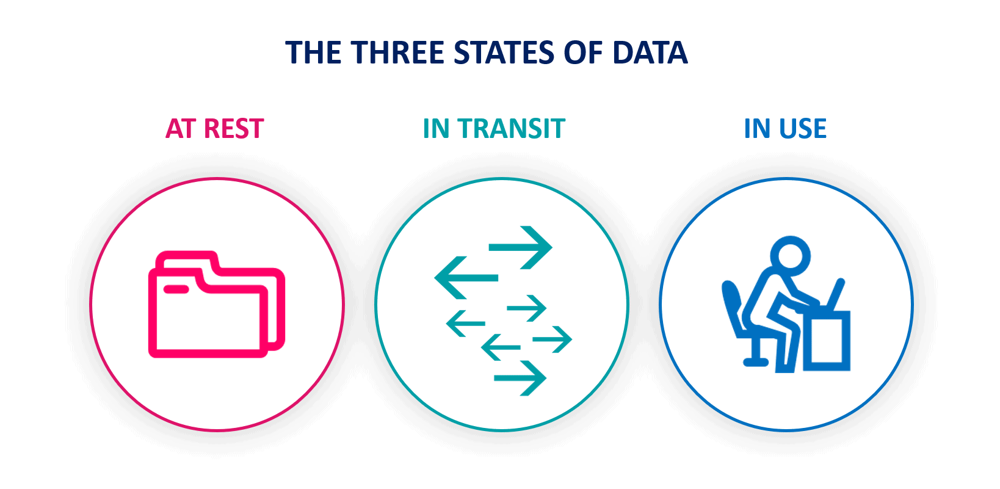 THE THREE STATES OF DATA
AT REST
IN TRANSIT
IN USE